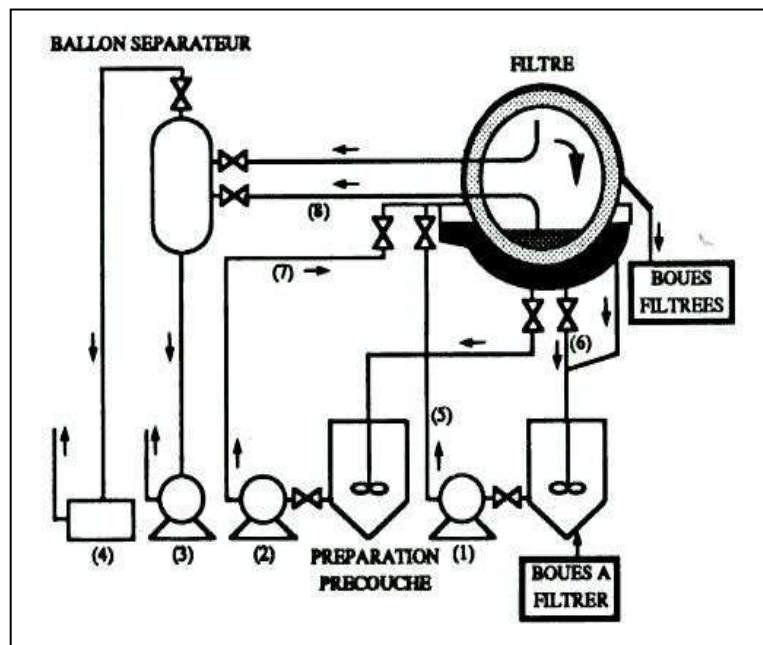 BALLON SEPARATEUR
FILTRE
(8)
(7)
BOUES
FILTREES
(6)
(5)
(4)
(3)
(2)
PREPARATION
PRECOUCHE
(1)
BOUES A
FILTRER